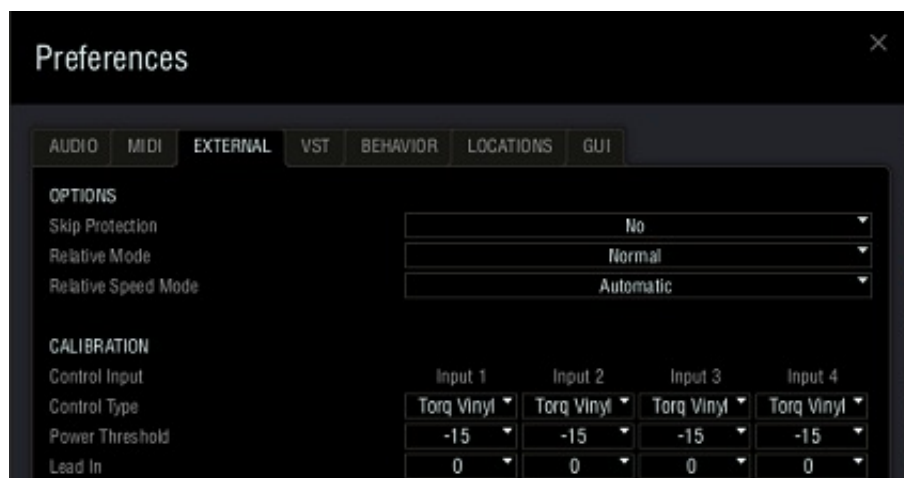 Preferences
AUDIO MIDI EXTERNAL VST BEHAVIOR LOCATIONS GUI
OPTIONS
Skip Protection No
Relative Mode Normal
Relative Speed Mode Automatic
CALIBRATION
Control Input Input 1 Input 2 Input 3 Input 4
Control Type Torq Vinyl Torq Vinyl Torq Vinyl Torq Vinyl
Power Threshold -15 -15 -15 -15
Lead In 0 0 0 0